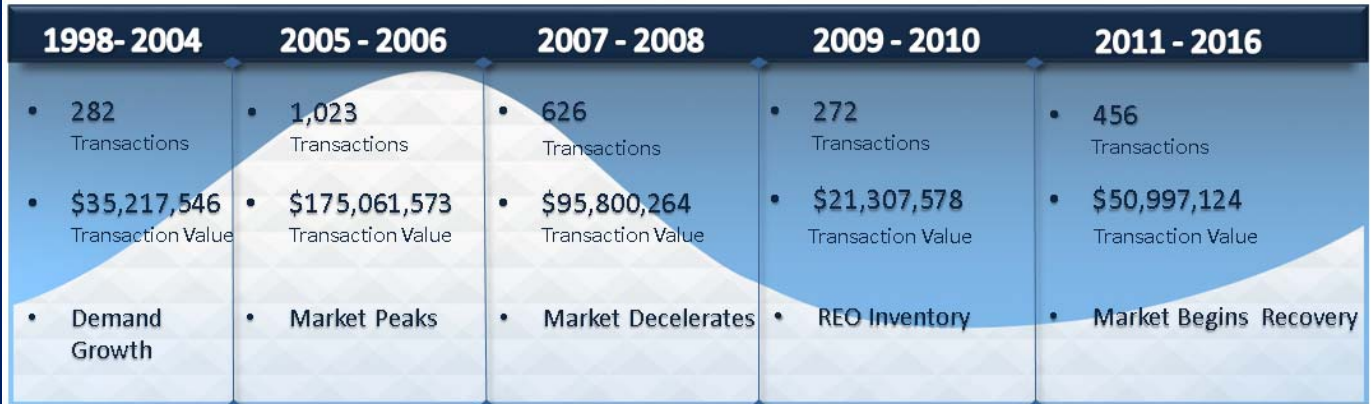 1998- 2004
• 282
Transactions
• $35,217,546
Transaction Value
• Demand
Growth
2005 - 2006
• 1,023
Transactions
• $175,061,573
Transaction Value
• Market Peaks
2007 - 2008
• 626
Transactions
• $95,800,264
Transaction Value
• Market Decelerates
2009 - 2010
• 272
Transactions
• $21,307,578
Transaction Value
• REO Inventory
2011 - 2016
• 456
Transactions
• $50,997,124
Transaction Value
• Market Begins Recovery